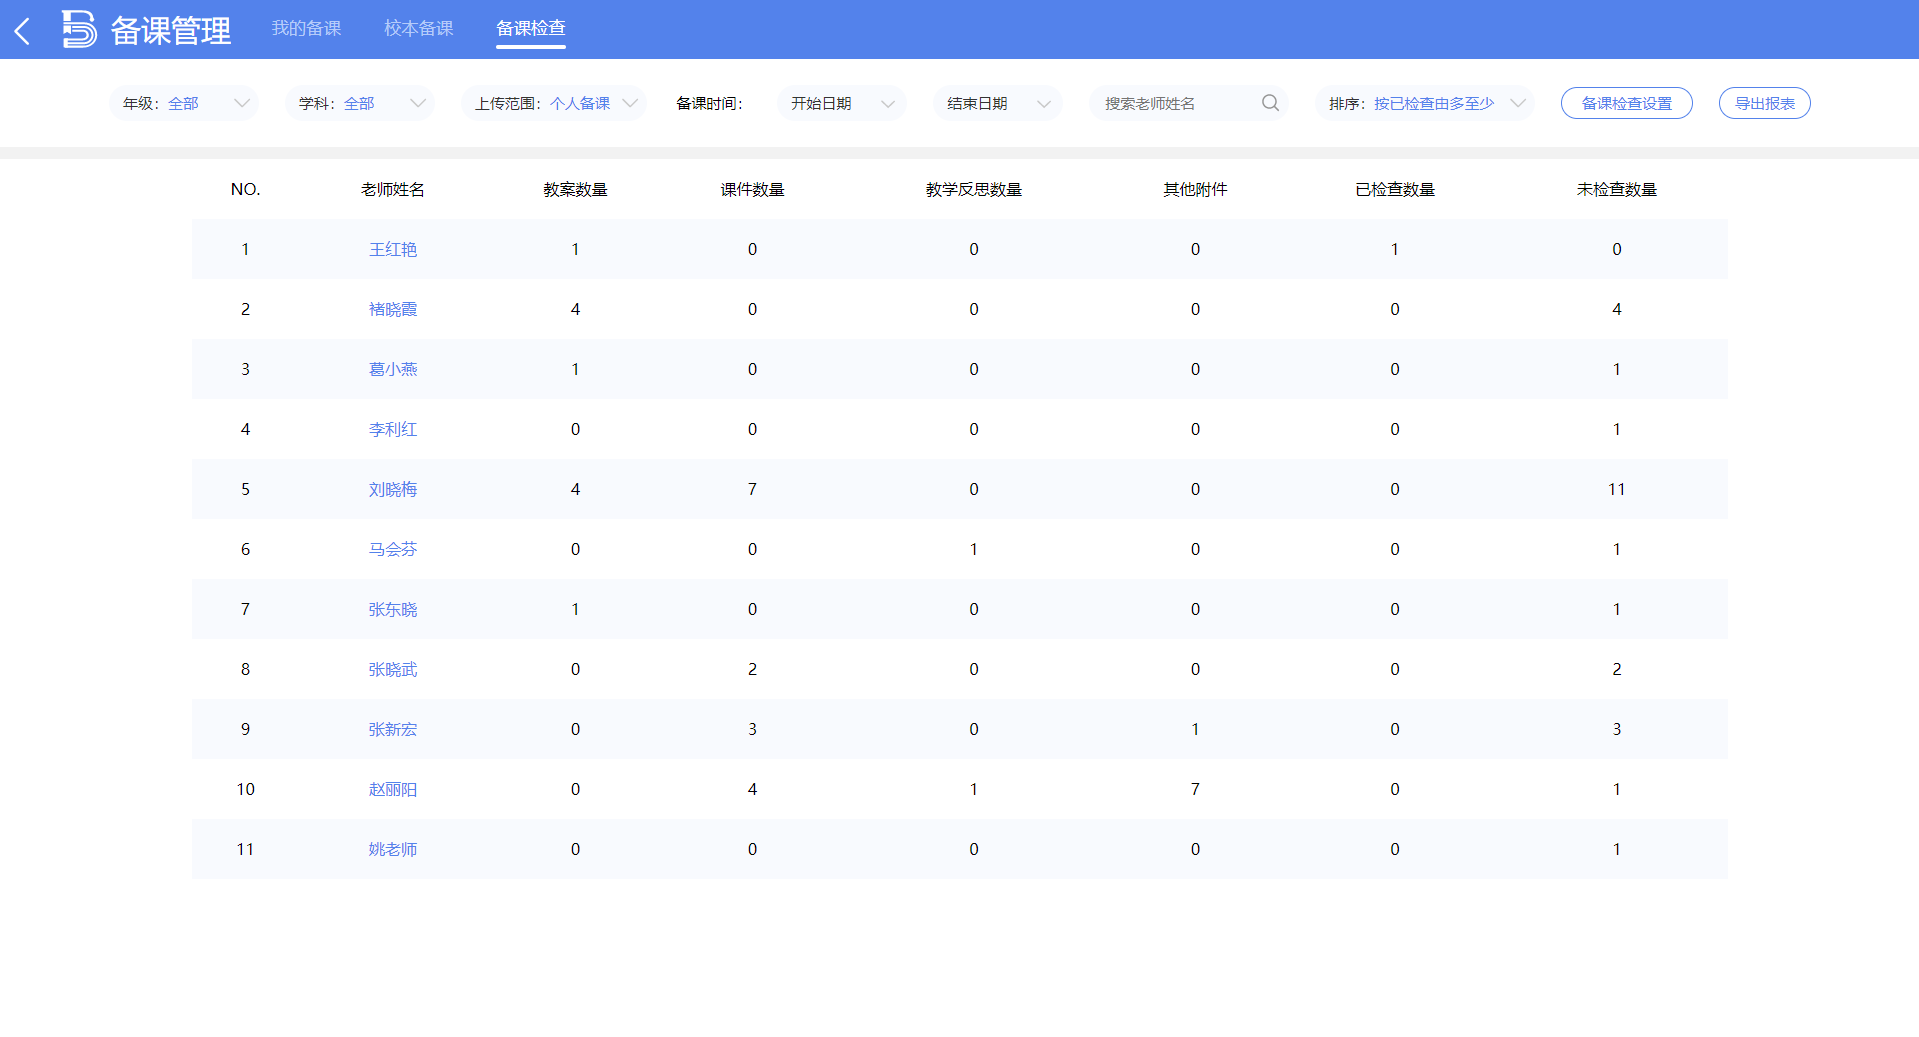 备课管理 我的备课 校本备课 备课检查
年级：全部 学科：全部 上传范围：个人备课 备课时间： 开始日期 结束日期 搜索老师姓名 排序：按已检查由多至少 备课检查设置 导出报表
NO. 老师姓名 教案数量 课件数量 教学反思数量 其他附件 已检查数量 未检查数量
1 王红艳 1 0 0 0 1 0
2 褚晓霞 4 0 0 0 0 4
3 葛小燕 1 0 0 0 0 1
4 李利红 0 0 0 0 0 1
5 刘晓梅 4 7 0 0 0 11
6 马会芬 0 0 1 0 0 1
7 张东晓 1 0 0 0 0 1
8 张晓武 0 2 0 0 0 2
9 张新宏 0 3 0 1 0 3
10 赵丽阳 0 4 1 7 0 1
11 姚老师 0 0 0 0 0 1